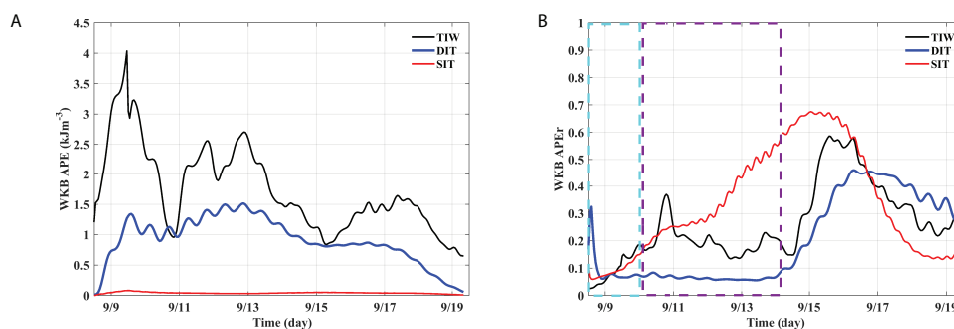 A
WKB APE (kJm⁻³)
4.5
4
3.5
3
2.5
2
1.5
1
0.5
0
9/9 9/11 9/13 9/15 9/17 9/19
Time (day)
TIW
DIT
SIT
B
WKB APEr
1
0.9
0.8
0.7
0.6
0.5
0.4
0.3
0.2
0.1
0
9/9 9/11 9/13 9/15 9/17 9/19
Time (day)
TIW
DIT
SIT